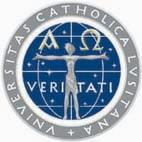 VNIVERSITAS CATHOLICA LVSITANA
Α Ω
VERITATI